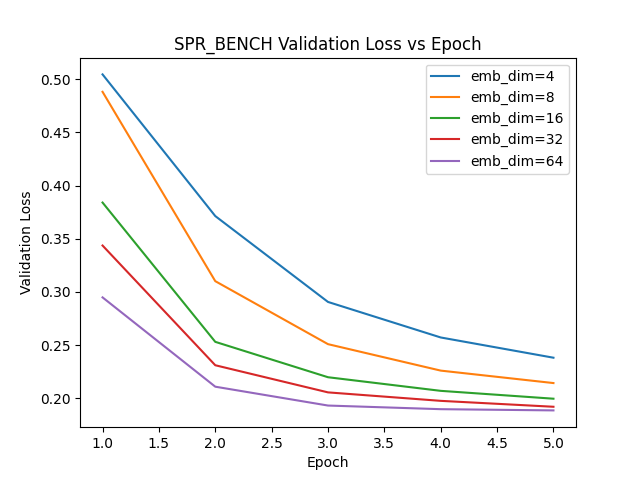 SPR_BENCH Validation Loss vs Epoch
emb_dim=4
emb_dim=8
emb_dim=16
emb_dim=32
emb_dim=64
Validation Loss
0.50
0.45
0.40
0.35
0.30
0.25
0.20
1.0 1.5 2.0 2.5 3.0 3.5 4.0 4.5 5.0
Epoch